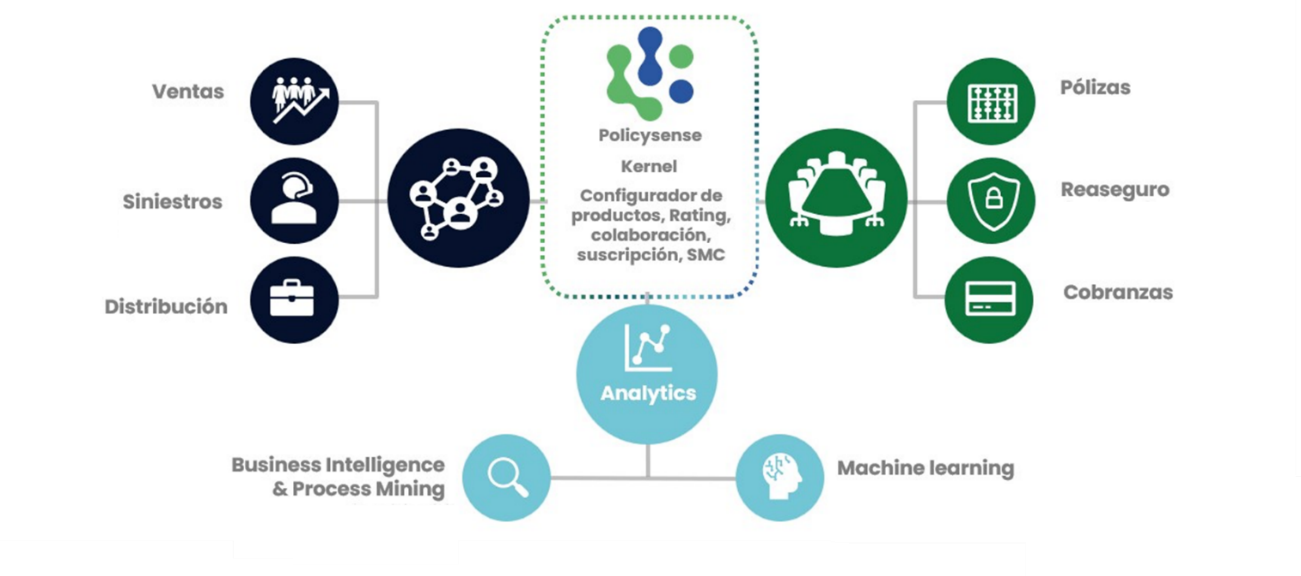 Ventas
Siniestros
Distribución
Policysense
Kernel
Configurador de
productos, Rating,
colaboración,
suscripción, SMC
Pólizas
Reaseguro
Cobranzas
Analytics
Business Intelligence
& Process Mining
Machine learning